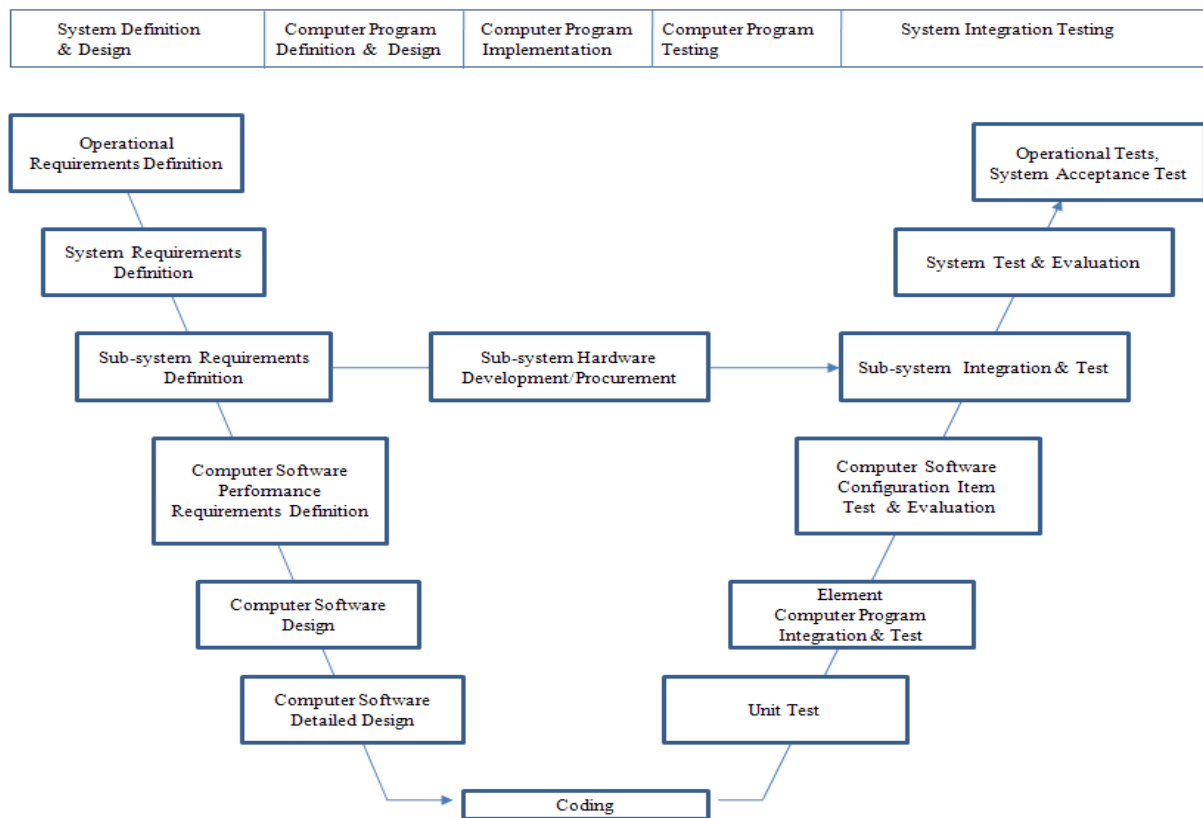 System Definition
& Design
Computer Program
Definition & Design
Computer Program
Implementation
Computer Program
Testing
System Integration Testing
Operational
Requirements Definition
Operational Tests,
System Acceptance Test
System Requirements
Definition
System Test & Evaluation
Sub-system Requirements
Definition
Sub-system Hardware
Development/Procurement
Sub-system Integration & Test
Computer Software
Performance
Requirements Definition
Computer Software
Configuration Item
Test & Evaluation
Computer Software
Design
Element
Computer Program
Integration & Test
Computer Software
Detailed Design
Unit Test
Coding